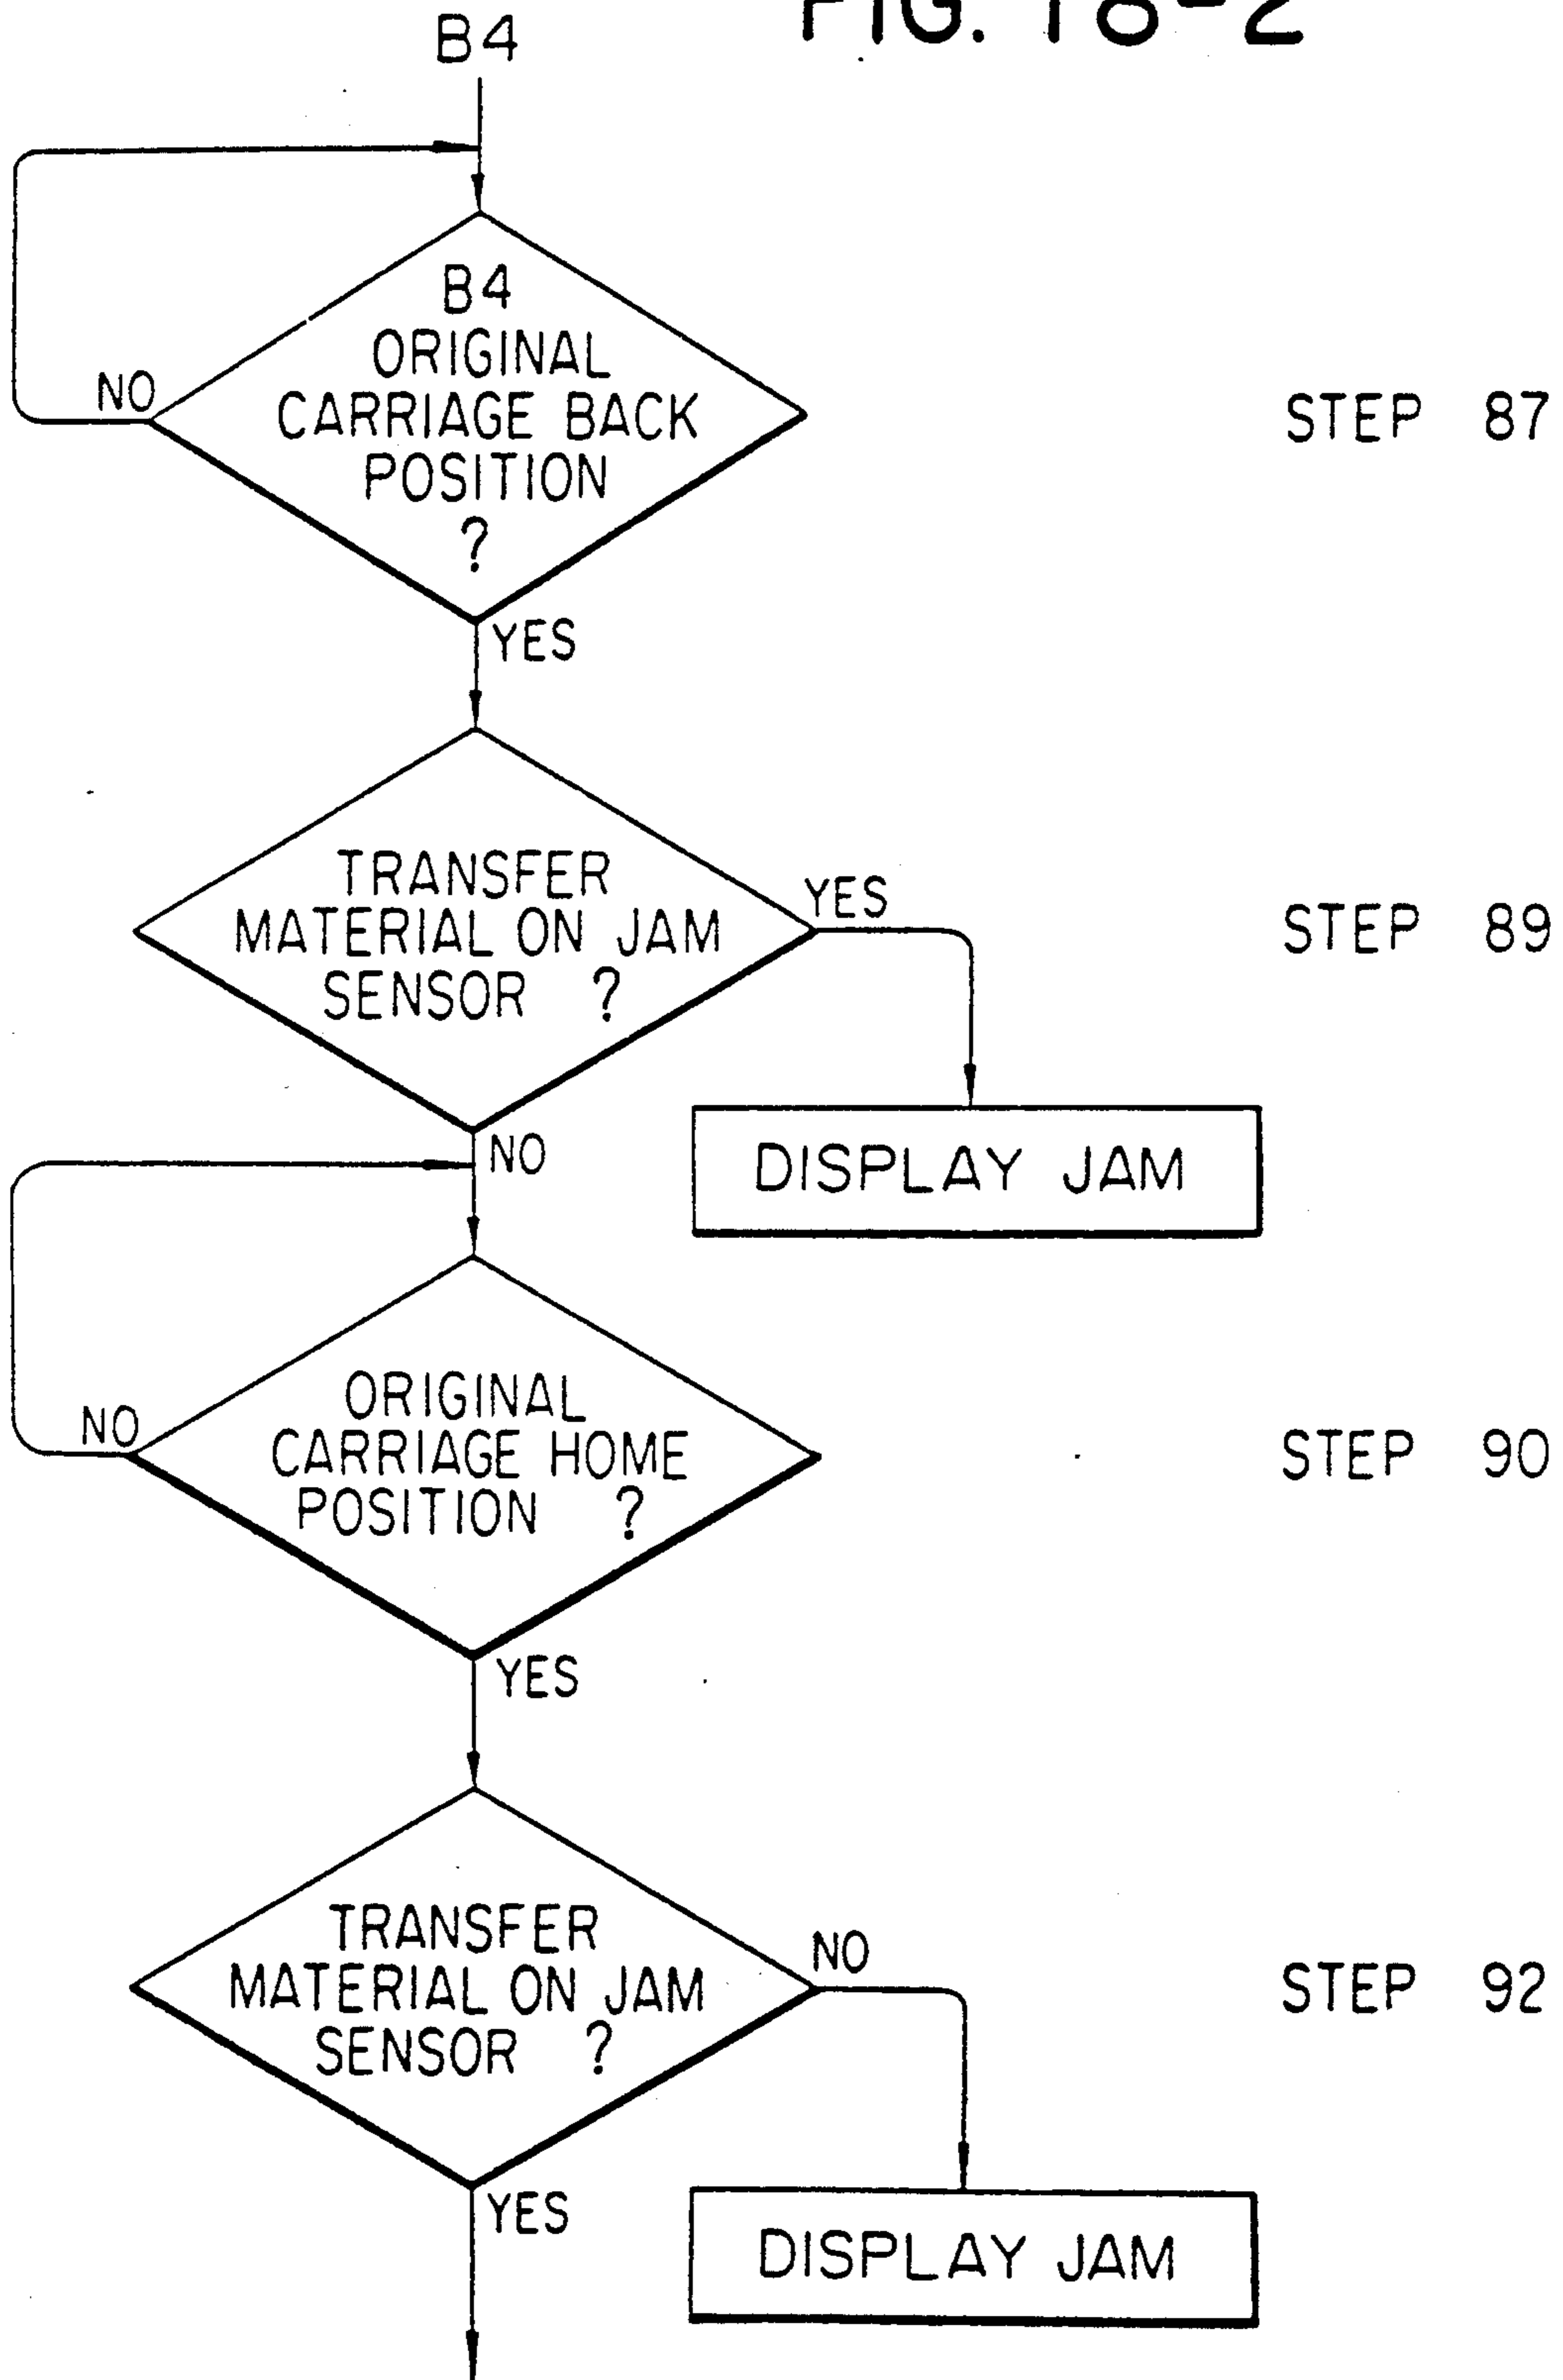 FIG. 18-2
B4
B4
ORIGINAL
CARRIAGE BACK
POSITION
?
NO
STEP 87
YES
TRANSFER
MATERIAL ON JAM
SENSOR ?
YES
STEP 89
NO
DISPLAY JAM
ORIGINAL
CARRIAGE HOME
POSITION ?
NO
STEP 90
YES
TRANSFER
MATERIAL ON JAM
SENSOR ?
NO
STEP 92
YES
DISPLAY JAM